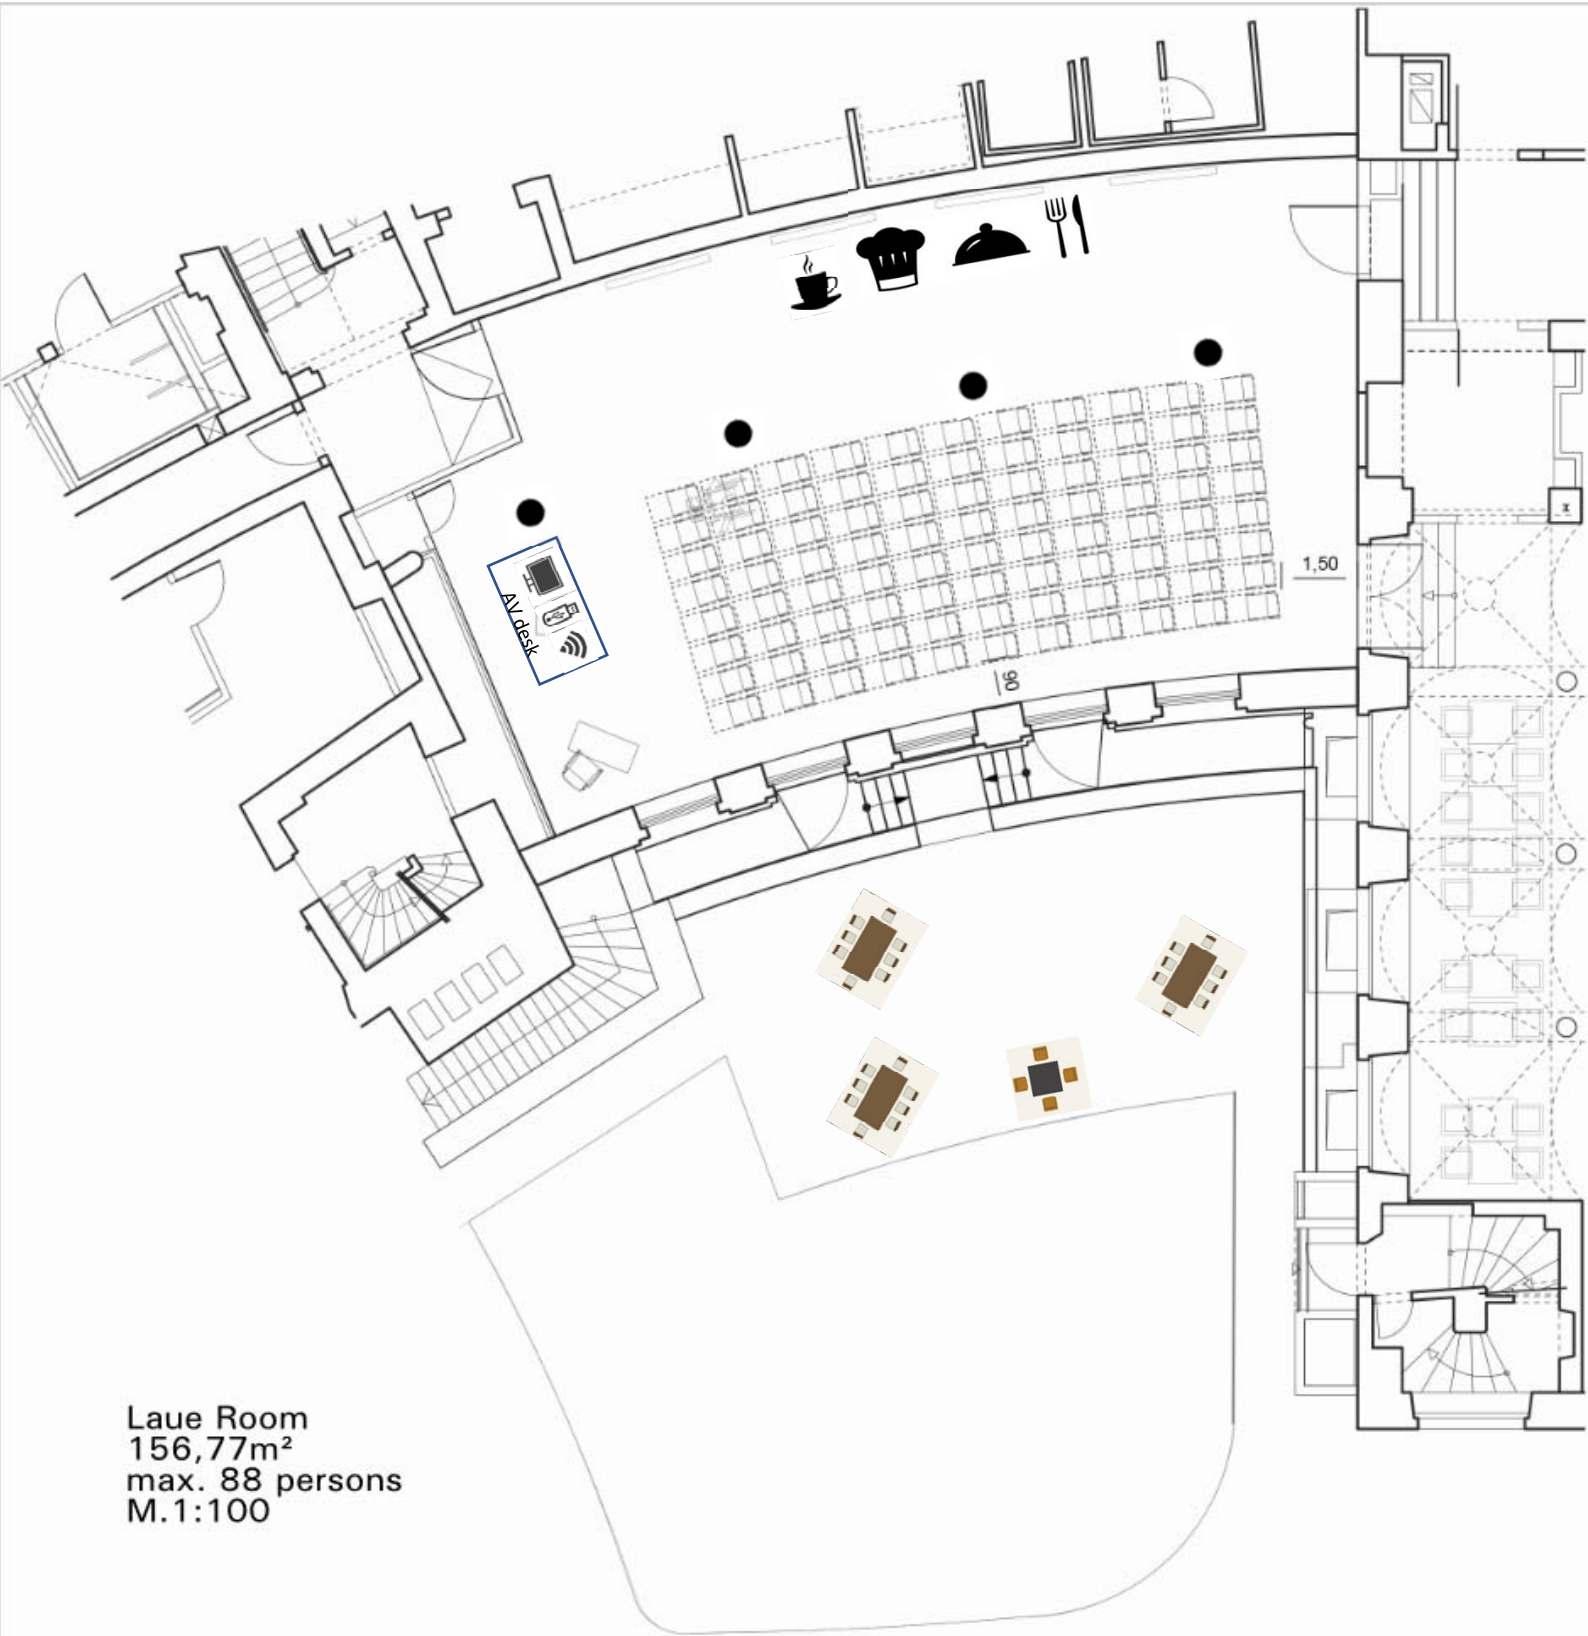 1,50
AV desk
90
Laue Room
156,77m²
max. 88 persons
M.1:100